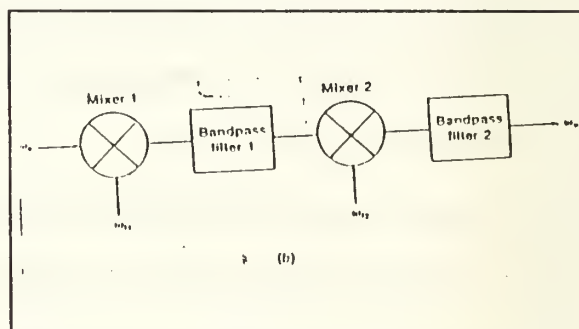 Mixer 1
Mixer 2
Bandpass
filter 1
Bandpass
filter 2
(b)